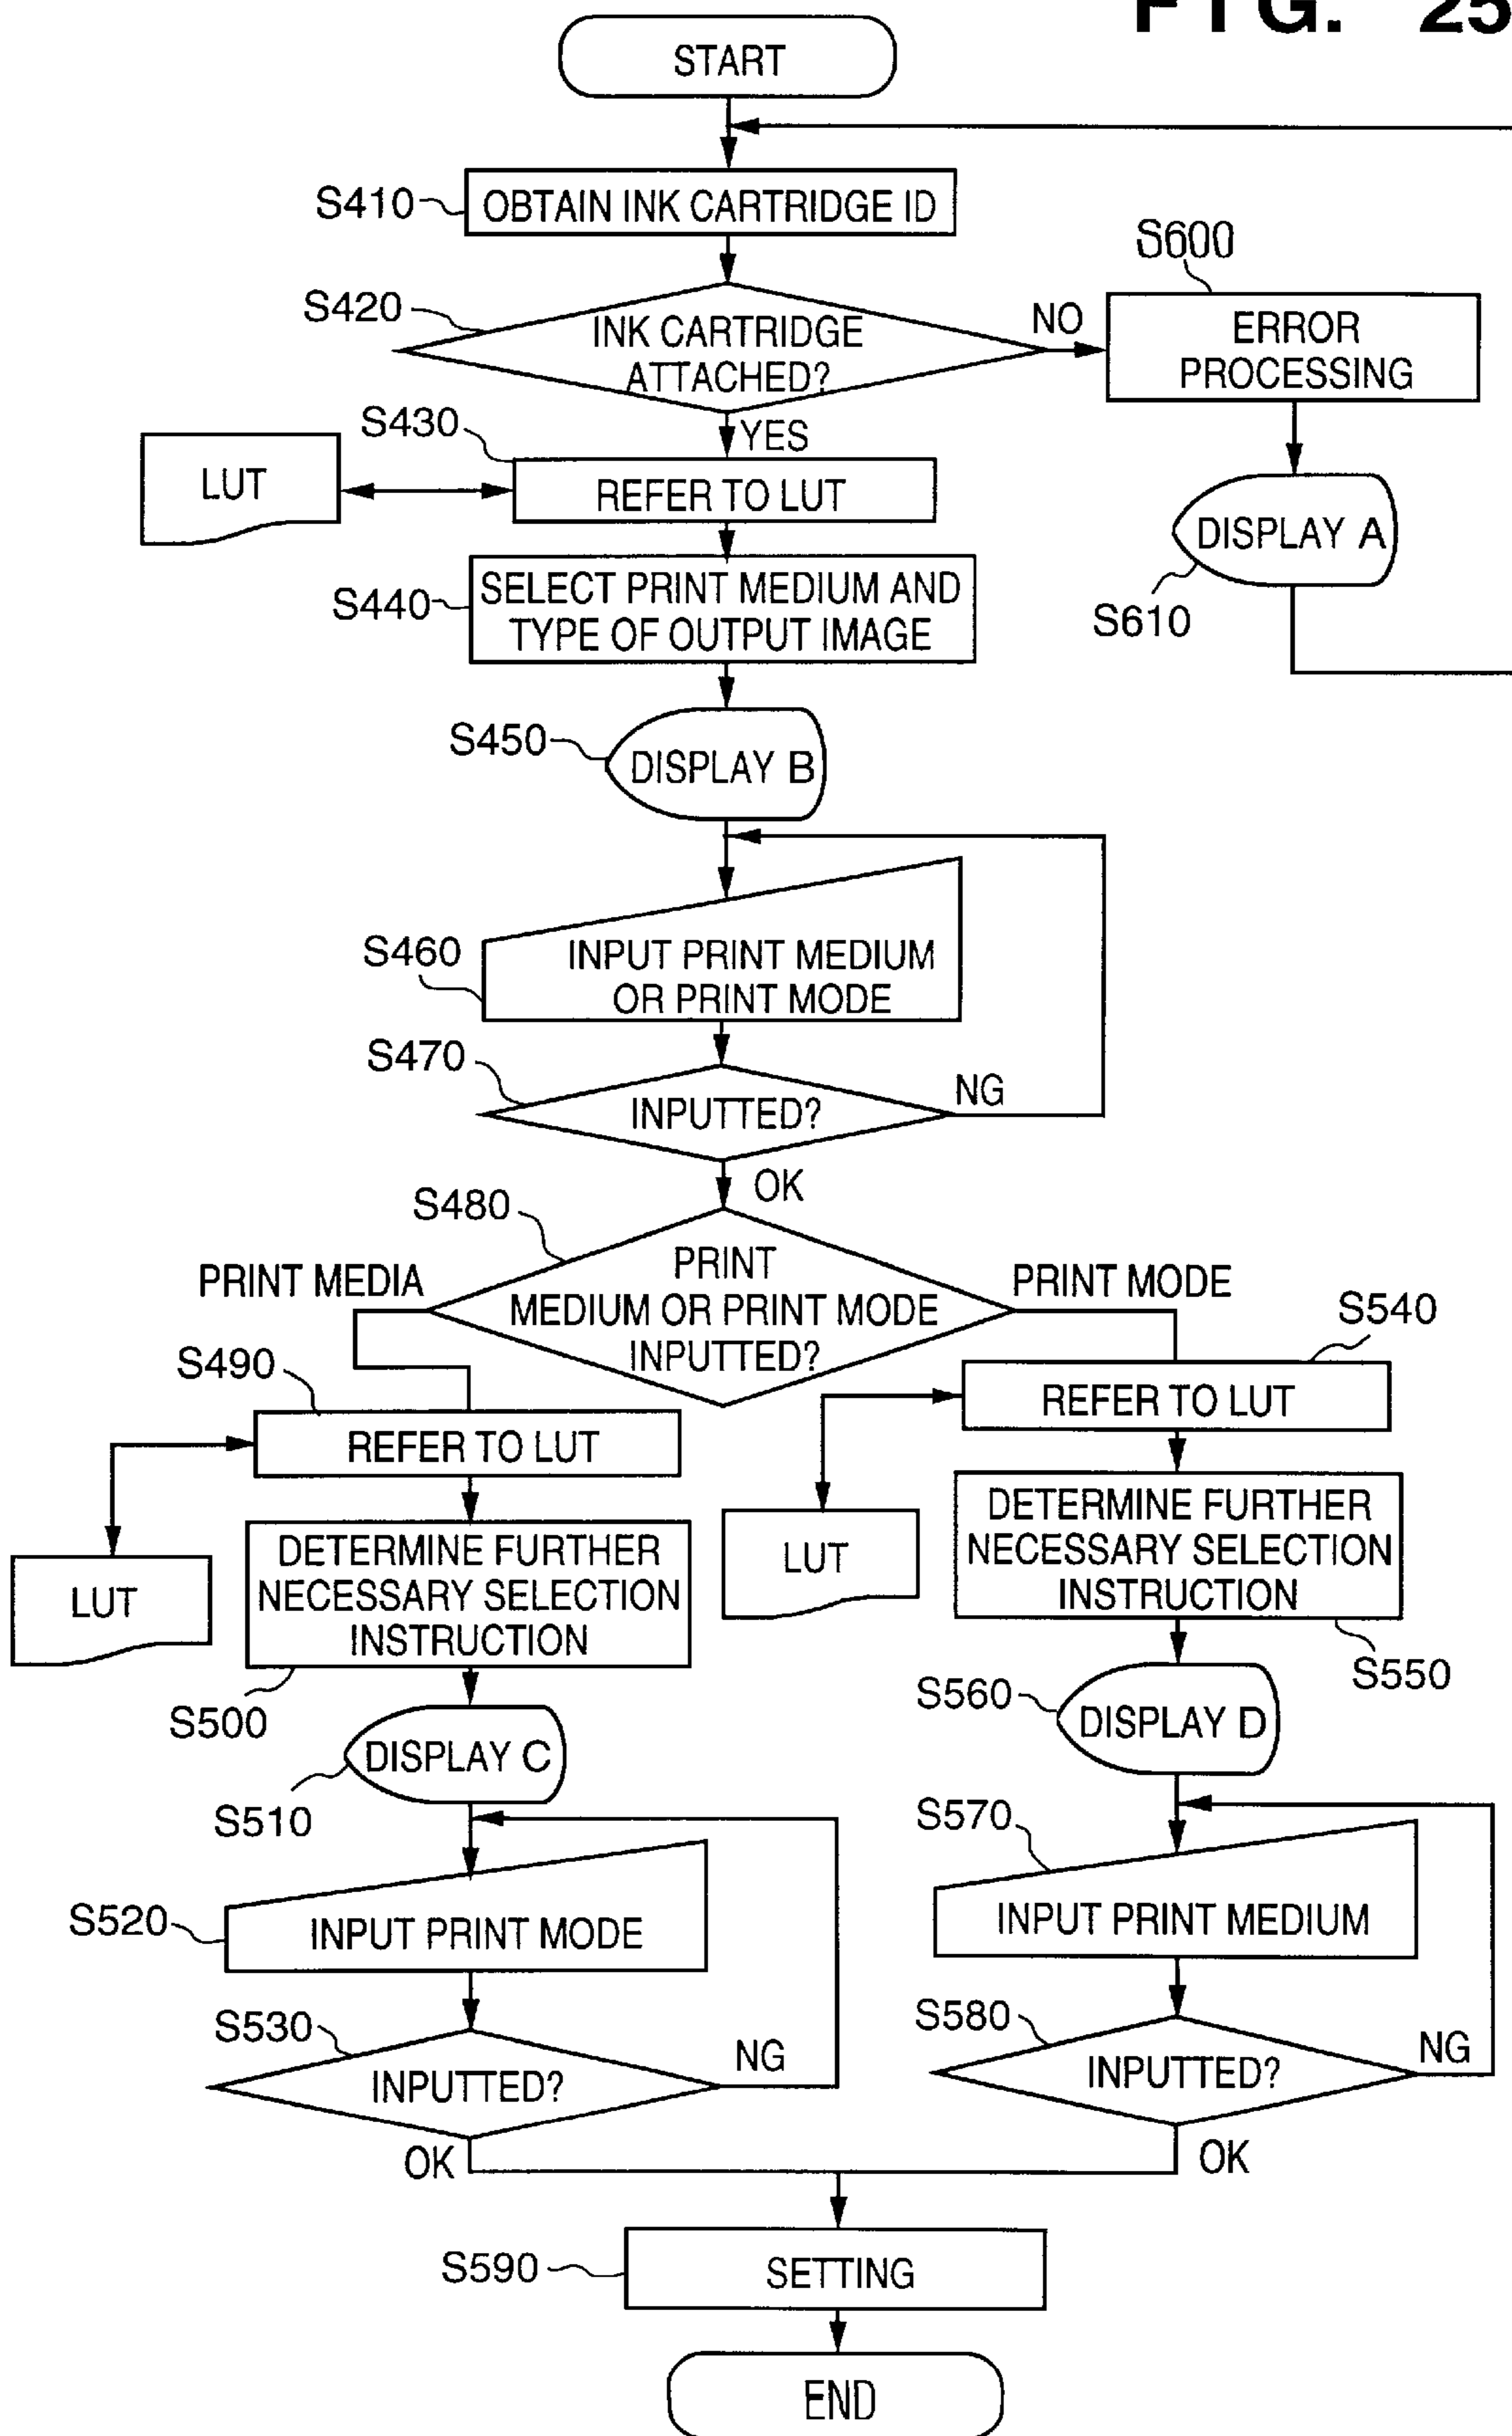 FIG. 25
START
S410
OBTAIN INK CARTRIDGE ID
S600
S420
INK CARTRIDGE
ATTACHED?
NO
ERROR
PROCESSING
S430
YES
LUT
REFER TO LUT
DISPLAY A
S610
S440
SELECT PRINT MEDIUM AND
TYPE OF OUTPUT IMAGE
S450
DISPLAY B
S460
INPUT PRINT MEDIUM
OR PRINT MODE
S470
INPUTTED?
NG
OK
S480
PRINT
MEDIUM OR PRINT MODE
INPUTTED?
PRINT MEDIA
PRINT MODE
S490
REFER TO LUT
LUT
DETERMINE FURTHER
NECESSARY SELECTION
INSTRUCTION
S500
DISPLAY C
S510
S520
INPUT PRINT MODE
S530
INPUTTED?
NG
OK
S540
REFER TO LUT
LUT
DETERMINE FURTHER
NECESSARY SELECTION
INSTRUCTION
S550
S560
DISPLAY D
S570
INPUT PRINT MEDIUM
S580
INPUTTED?
NG
OK
S590
SETTING
END